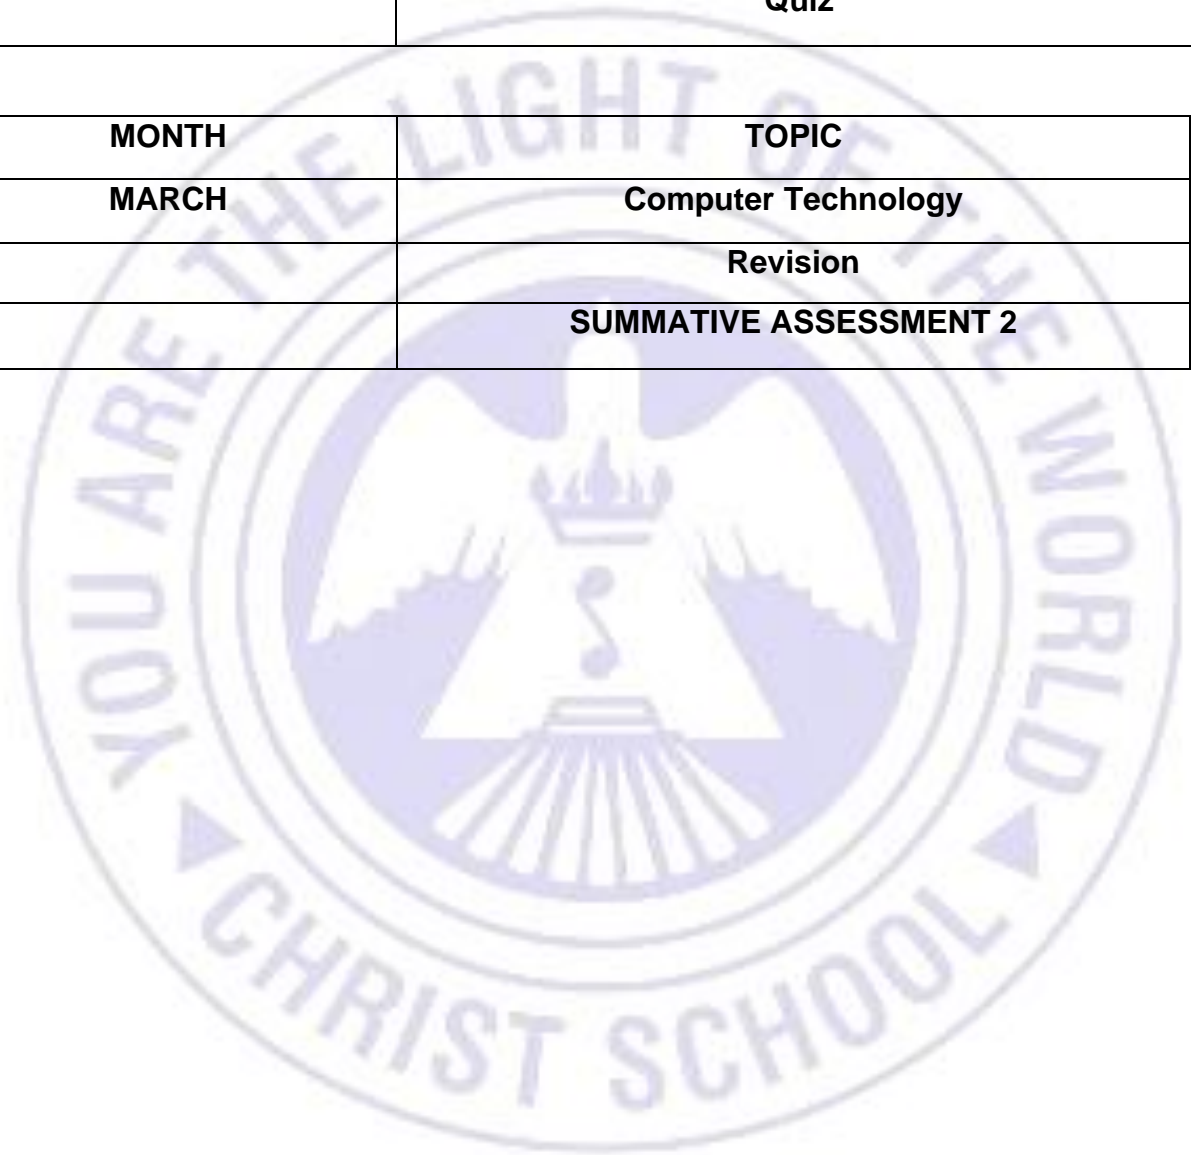 Quiz
MONTH TOPIC
MARCH Computer Technology
Revision
SUMMATIVE ASSESSMENT 2
YOU ARE THE LIGHT OF THE WORLD
CHRIST SCHOOL